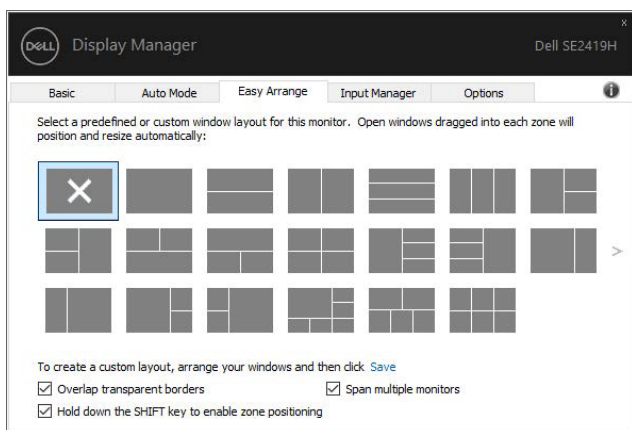 x
DELL Display Manager Dell SE2419H
Basic Auto Mode Easy Arrange Input Manager Options i
Select a predefined or custom window layout for this monitor. Open windows dragged into each zone will
position and resize automatically:
>
To create a custom layout, arrange your windows and then click Save
Overlap transparent borders Span multiple monitors
Hold down the SHIFT key to enable zone positioning